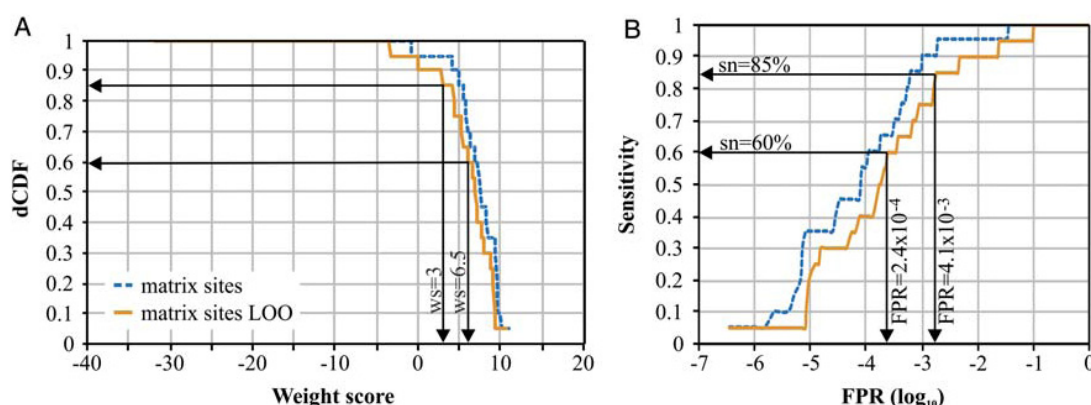 A
1
0.9
0.8
0.7
0.6
0.5
0.4
0.3
0.2
0.1
0
dCDF
-40
-30
-20
-10
0
5
10
20
Weight score
matrix sites
matrix sites LOO
ws=3
ws=6.5
B
1
0.9
0.8
0.7
0.6
0.5
0.4
0.3
0.2
0.1
0
Sensitivity
sn=85%
sn=60%
FPR=2.4x10⁻⁴
FPR=4.1x10⁻³
-7
-6
-5
-4
-3
-2
-1
0
FPR (log₁₀)